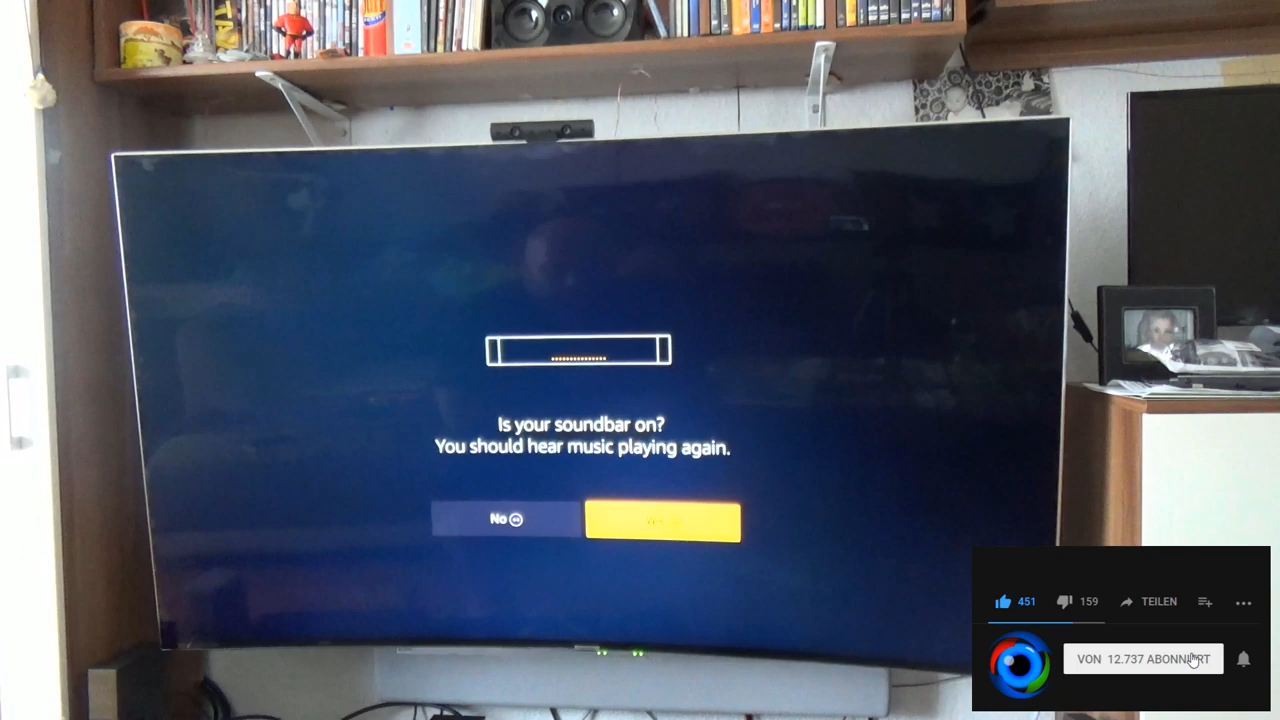 Is your soundbar on?
You should hear music playing again.
No
451 159 TEILEN
VON 12.737 ABONNIERT